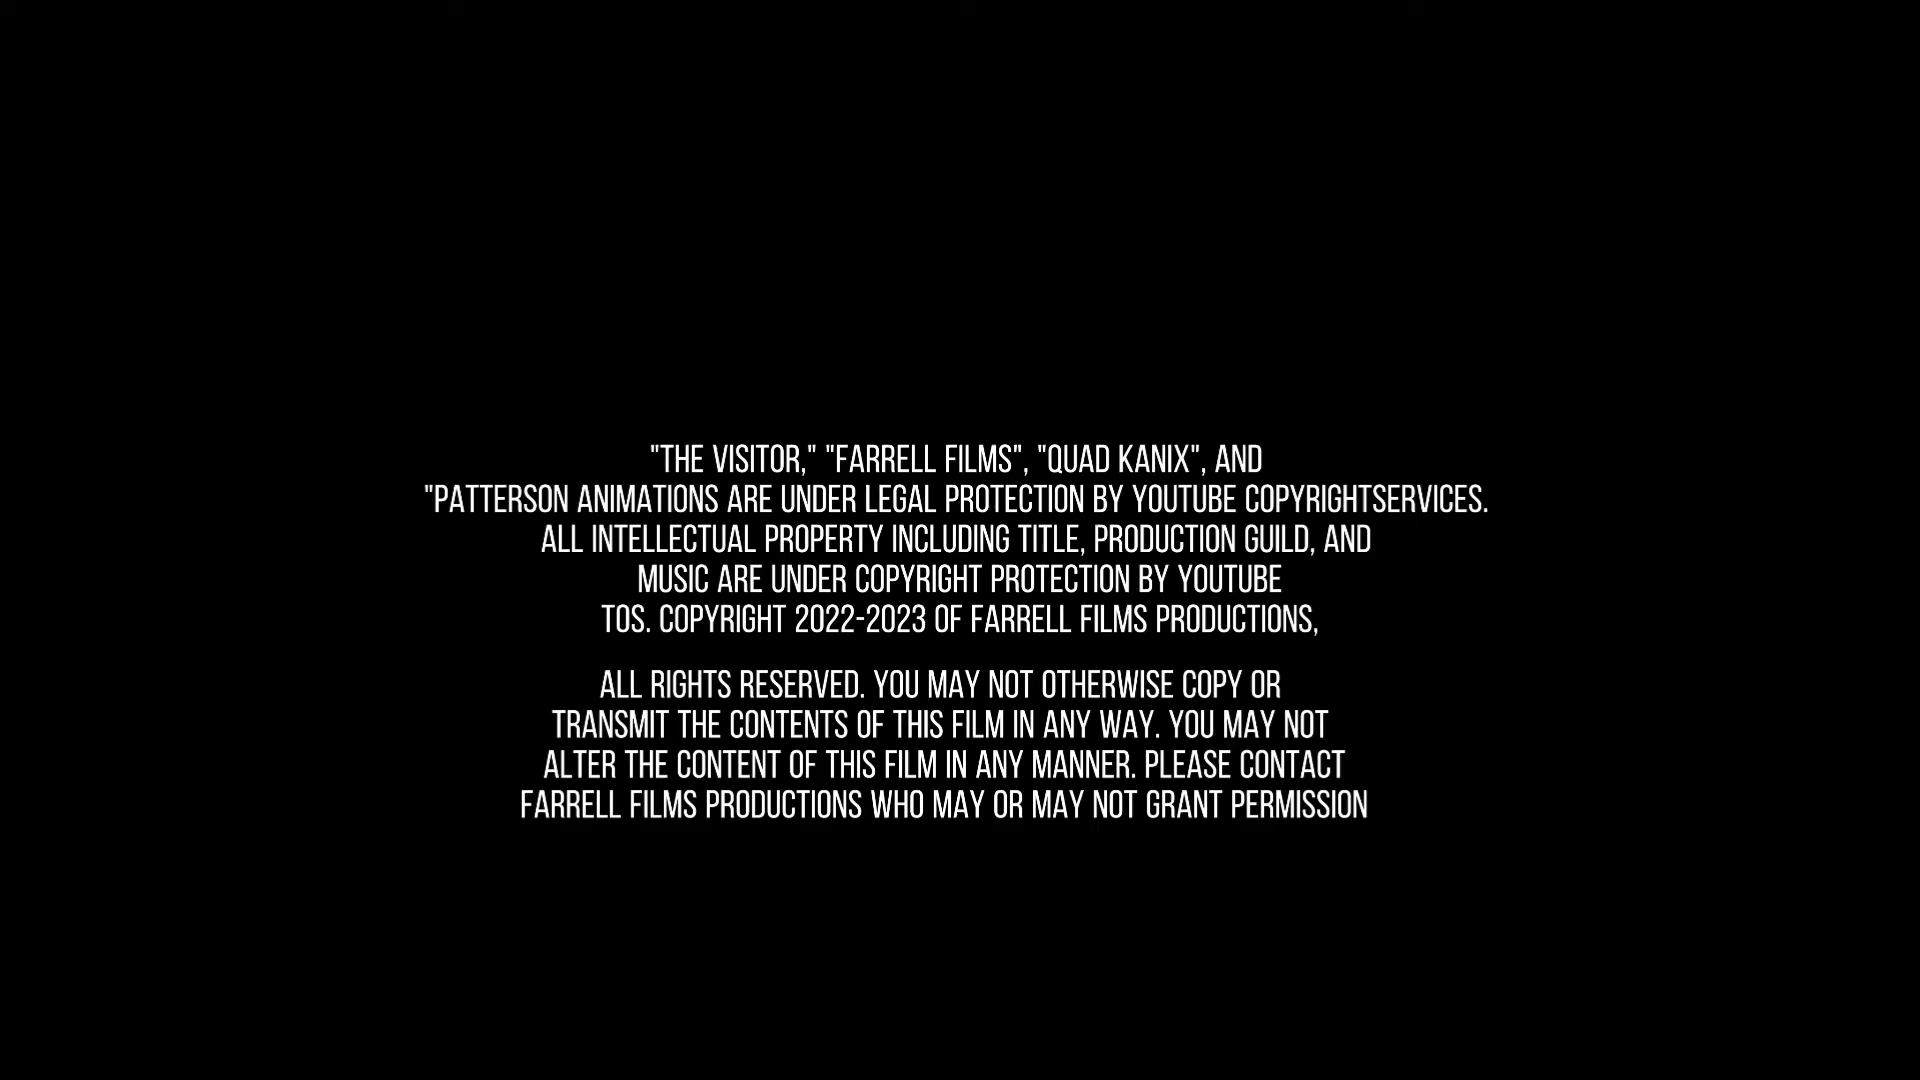 "THE VISITOR," "FARRELL FILMS", "QUAD KANIX", AND
"PATTERSON ANIMATIONS ARE UNDER LEGAL PROTECTION BY YOUTUBE COPYRIGHTSERVICES.
ALL INTELLECTUAL PROPERTY INCLUDING TITLE, PRODUCTION GUILD, AND
MUSIC ARE UNDER COPYRIGHT PROTECTION BY YOUTUBE
TOS. COPYRIGHT 2022-2023 OF FARRELL FILMS PRODUCTIONS,
ALL RIGHTS RESERVED. YOU MAY NOT OTHERWISE COPY OR
TRANSMIT THE CONTENTS OF THIS FILM IN ANY WAY. YOU MAY NOT
ALTER THE CONTENT OF THIS FILM IN ANY MANNER. PLEASE CONTACT
FARRELL FILMS PRODUCTIONS WHO MAY OR MAY NOT GRANT PERMISSION